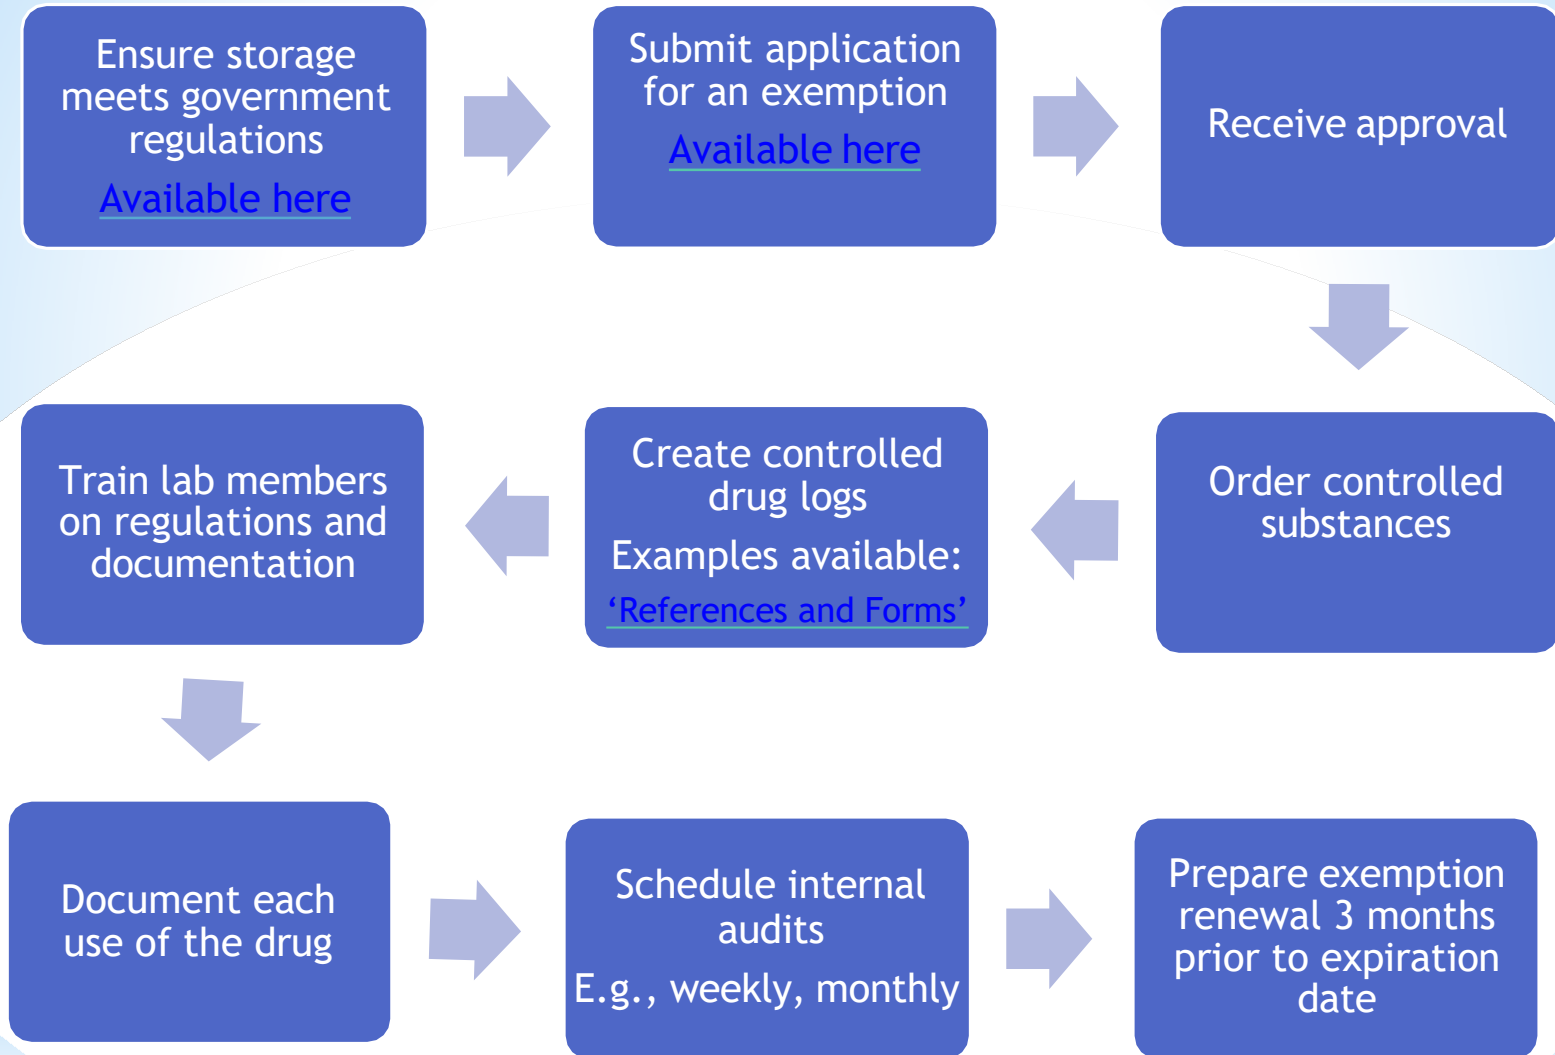 Ensure storage
meets government
regulations
Available here
Submit application
for an exemption
Available here
Receive approval
Order controlled
substances
Create controlled
drug logs
Examples available:
‘References and Forms’
Train lab members
on regulations and
documentation
Document each
use of the drug
Schedule internal
audits
E.g., weekly, monthly
Prepare exemption
renewal 3 months
prior to expiration
date